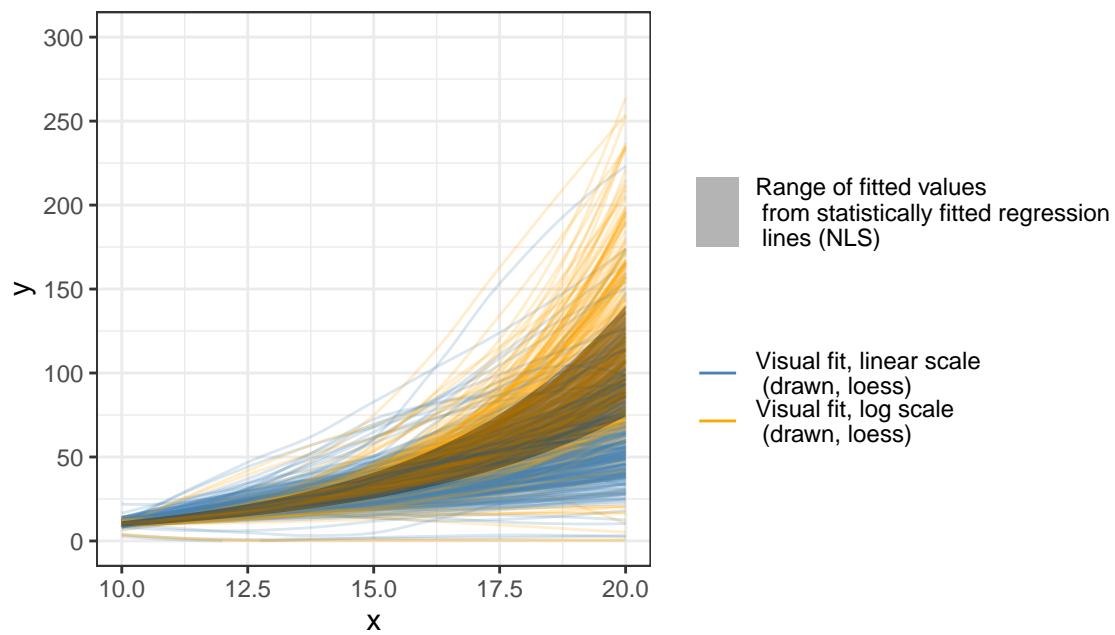 300
250
200
150
100
50
0
y
10.0 12.5 15.0 17.5 20.0
x
Range of fitted values
from statistically fitted regression
lines (NLS)
Visual fit, linear scale
(drawn, loess)
Visual fit, log scale
(drawn, loess)